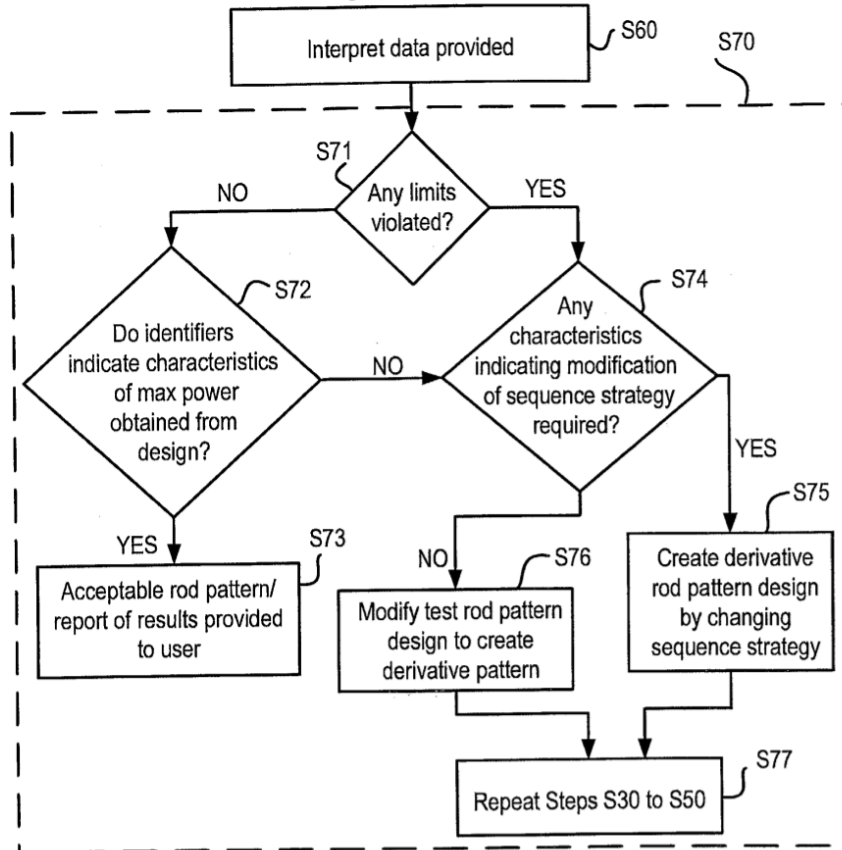 Interpret data provided
S60
S70
S71
Any limits
violated?
NO
YES
S72
Do identifiers
indicate characteristics
of max power
obtained from
design?
NO
S74
Any
characteristics
indicating modification
of sequence strategy
required?
YES
YES
S73
Acceptable rod pattern/
report of results provided
to user
NO
S76
Modify test rod pattern
design to create
derivative pattern
S75
Create derivative
rod pattern design
by changing
sequence strategy
S77
Repeat Steps S30 to S50